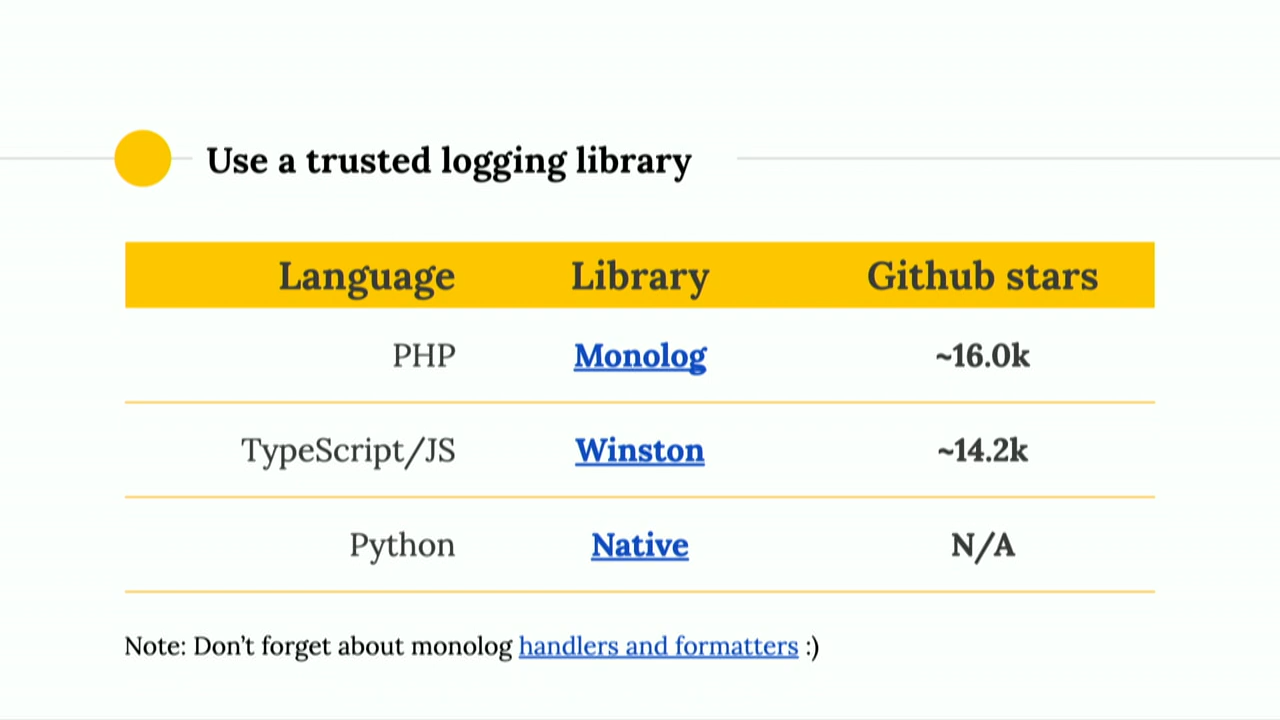 Use a trusted logging library
Language Library Github stars
PHP Monolog ~16.0k
TypeScript/JS Winston ~14.2k
Python Native N/A
Note: Don't forget about monolog handlers and formatters :)